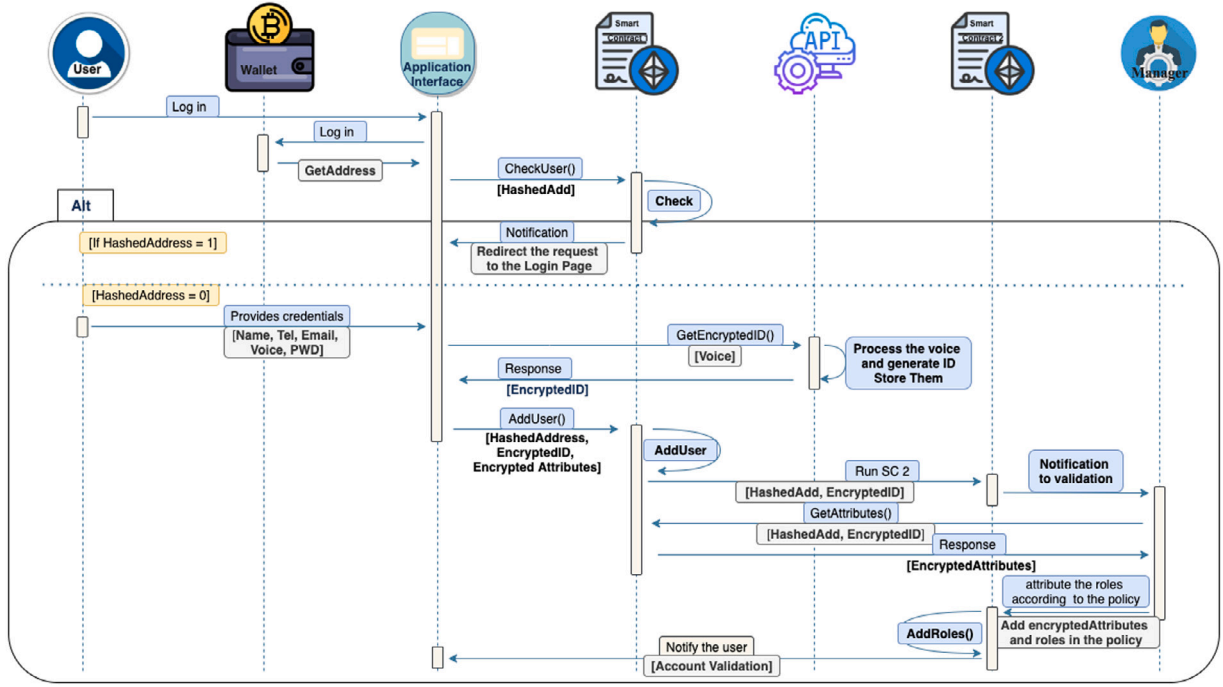 User
Wallet
Application
Interface
Smart
Contract 1
API
Smart
Contract 2
Manager
Log in
Log in
GetAddress
CheckUser()
[HashedAdd]
Check
Alt
[If HashedAddress = 1]
Notification
Redirect the request
to the Login Page
[HashedAddress = 0]
Provides credentials
[Name, Tel, Email,
Voice, PWD]
GetEncryptedID()
[Voice]
Process the voice
and generate ID
Store Them
Response
[EncryptedID]
AddUser()
[HashedAddress,
EncryptedID,
Encrypted Attributes]
AddUser
Run SC 2
[HashedAdd, EncryptedID]
Notification
to validation
GetAttributes()
[HashedAdd, EncryptedID]
Response
[EncryptedAttributes]
attribute the roles
according to the policy
AddRoles()
Add encryptedAttributes
and roles in the policy
Notify the user
[Account Validation]